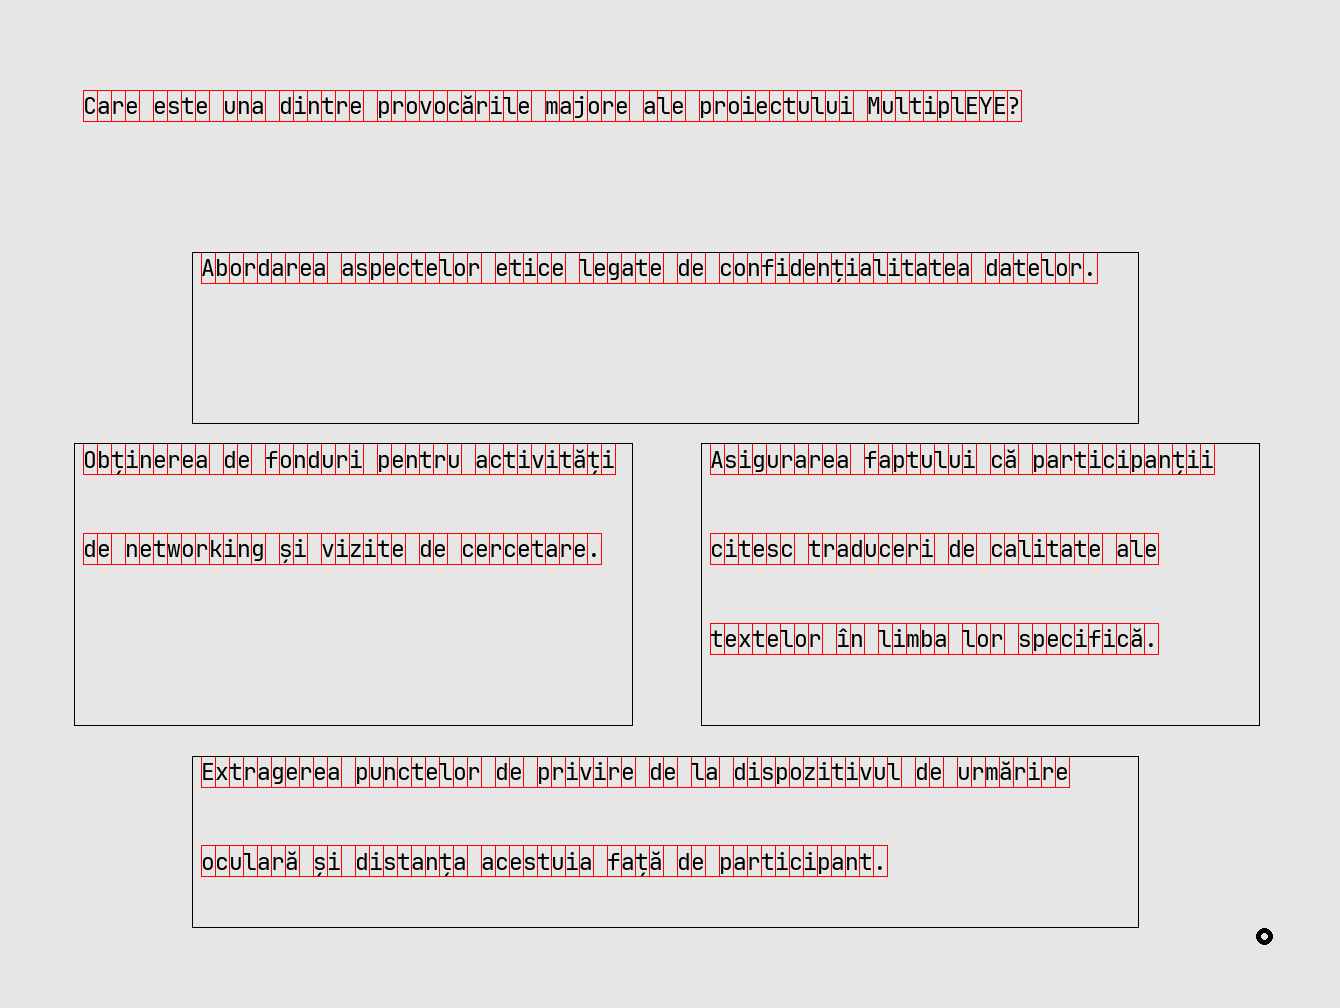 Care este una dintre provocările majore ale proiectului MultiplEYE?
Abordarea aspectelor etice legate de confidențialitatea datelor.
Obținerea de fonduri pentru activități
de networking și vizite de cercetare.
Asigurarea faptului că participanții
citesc traduceri de calitate ale
textelor în limba lor specifică.
Extragerea punctelor de privire de la dispozitivul de urmărire
oculară și distanța acestuia față de participant.